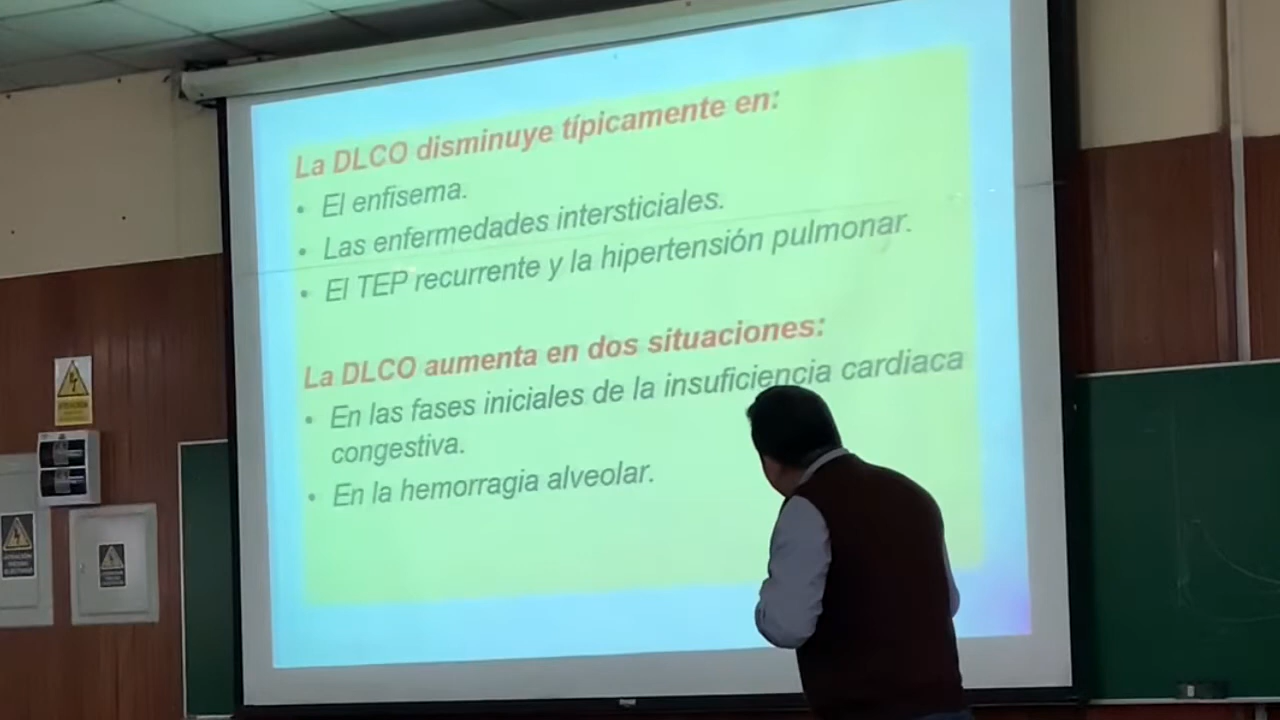 La DLCO disminuye típicamente en:
• El enfisema.
• Las enfermedades intersticiales.
• El TEP recurrente y la hipertensión pulmonar.
La DLCO aumenta en dos situaciones:
• En las fases iniciales de la insuficiencia cardiaca
congestiva.
• En la hemorragia alveolar.